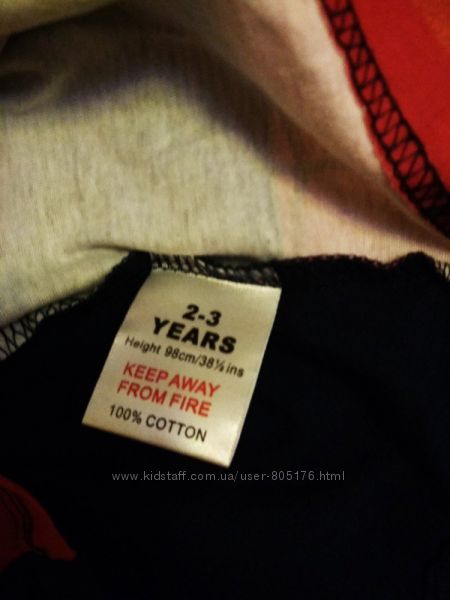 2-3
YEARS
Height 98cm/38½ins
KEEP AWAY
FROM FIRE
100% COTTON
www.kidstaff.com.ua/user-805176.html